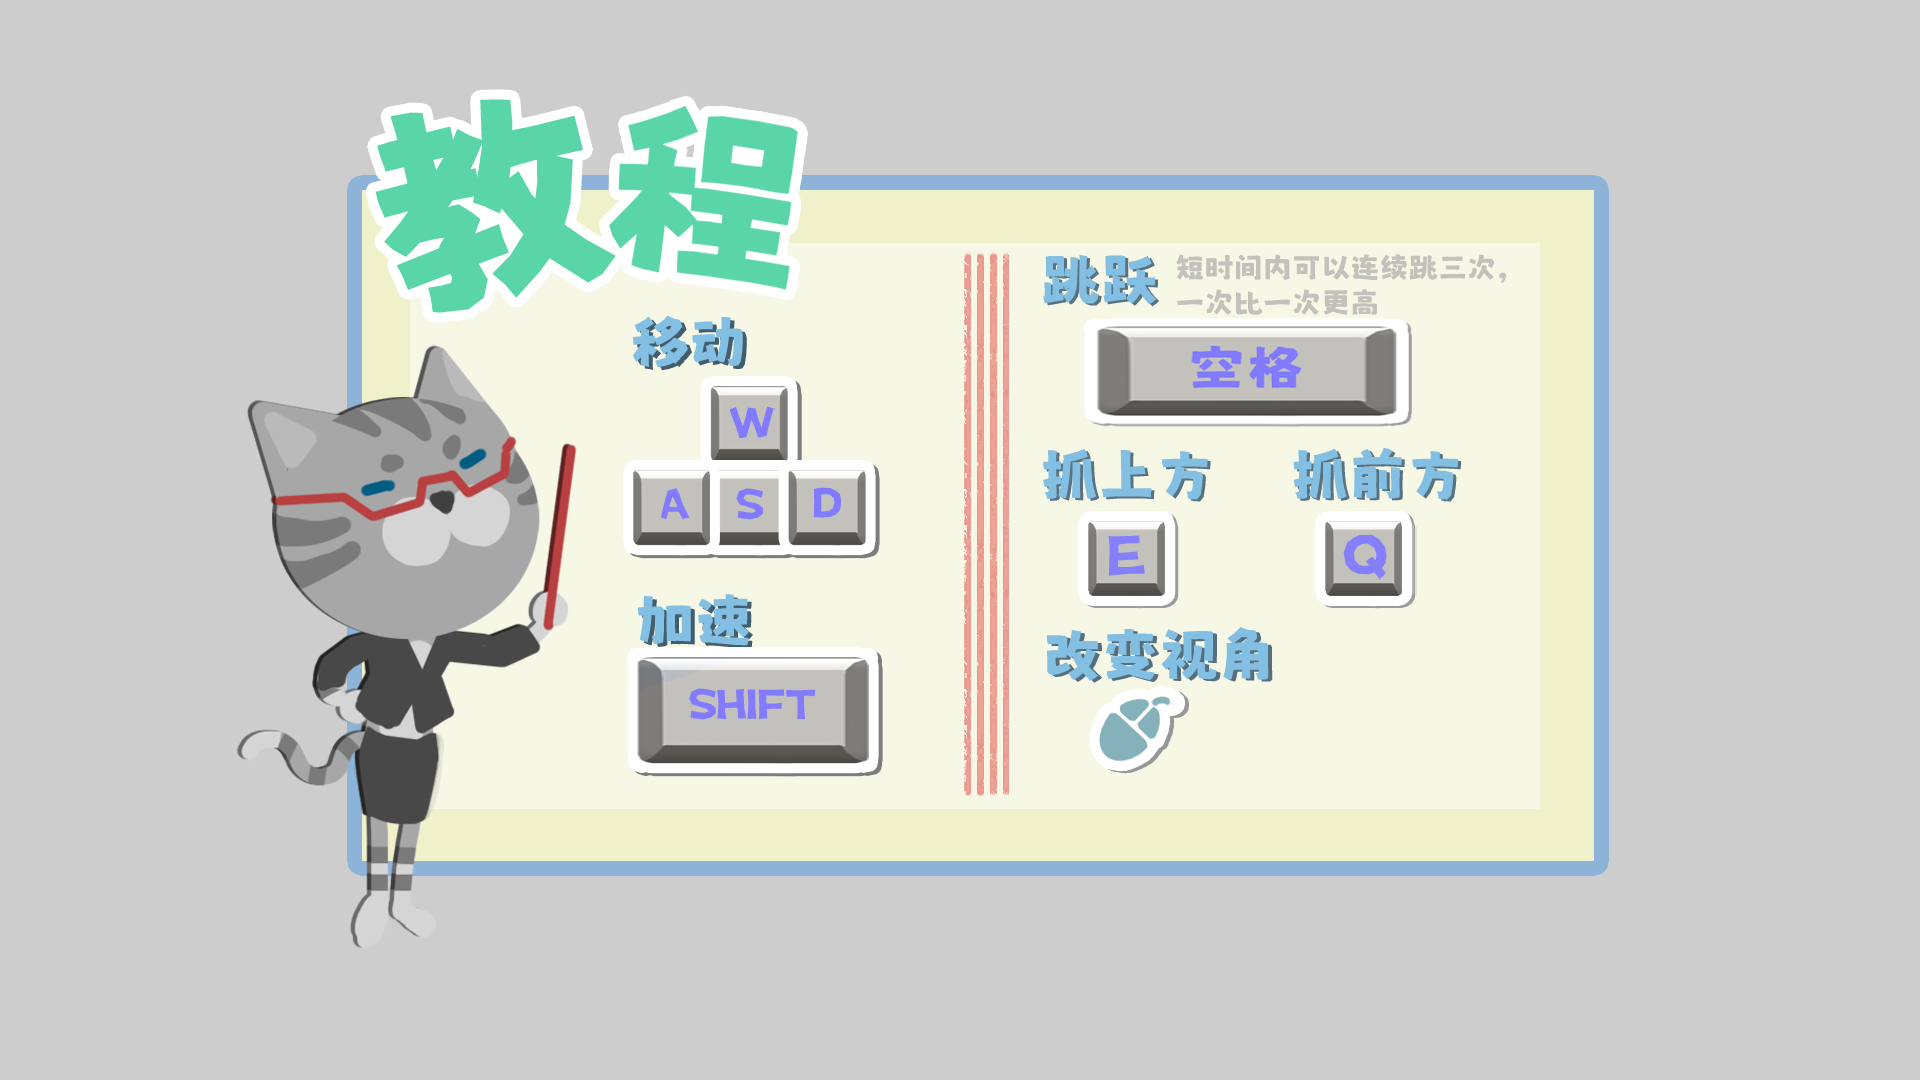 教程
移动
W
A S D
加速
SHIFT
跳跃
短时间内可以连续跳三次，
一次比一次更高
空格
抓上方 抓前方
E Q
改变视角